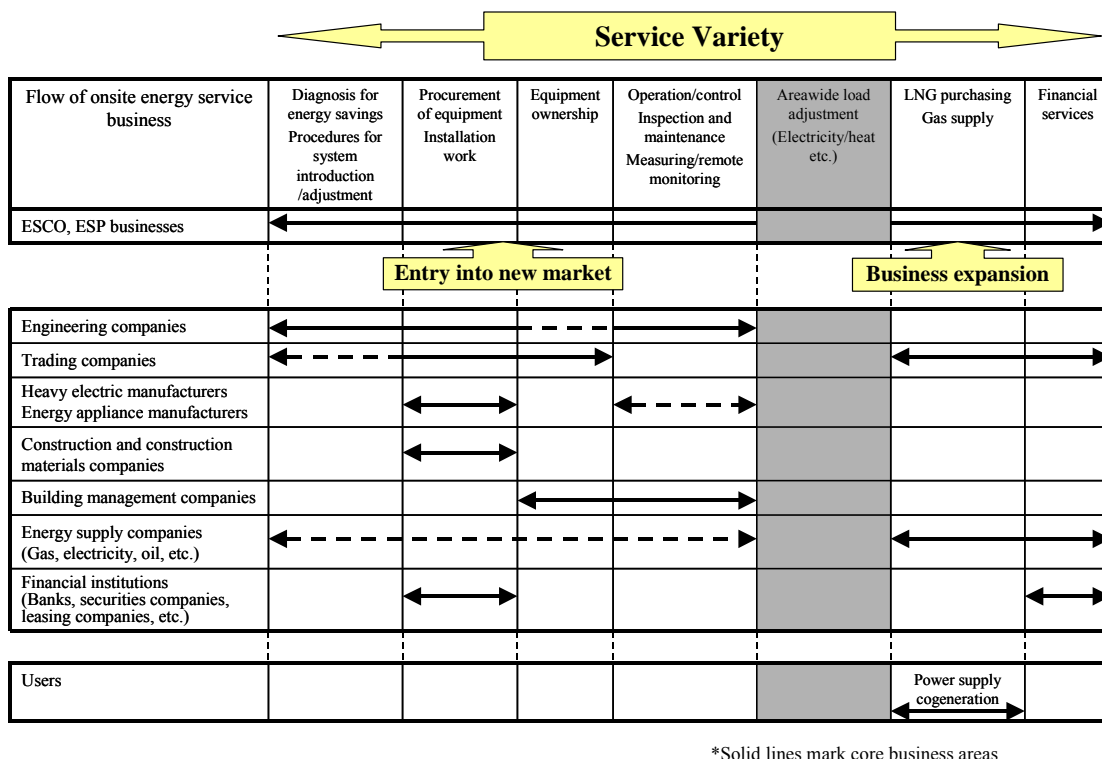 Service Variety
Flow of onsite energy service
business
Diagnosis for
energy savings
Procedures for
system
introduction
/adjustment
Procurement
of equipment
Installation
work
Equipment
ownership
Operation/control
Inspection and
maintenance
Measuring/remote
monitoring
Areawide load
adjustment
(Electricity/heat
etc.)
LNG purchasing
Gas supply
Financial
services
ESCO, ESP businesses
Entry into new market
Business expansion
Engineering companies
Trading companies
Heavy electric manufacturers
Energy appliance manufacturers
Construction and construction
materials companies
Building management companies
Energy supply companies
(Gas, electricity, oil, etc.)
Financial institutions
(Banks, securities companies,
leasing companies, etc.)
Users
Power supply
cogeneration
*Solid lines mark core business areas